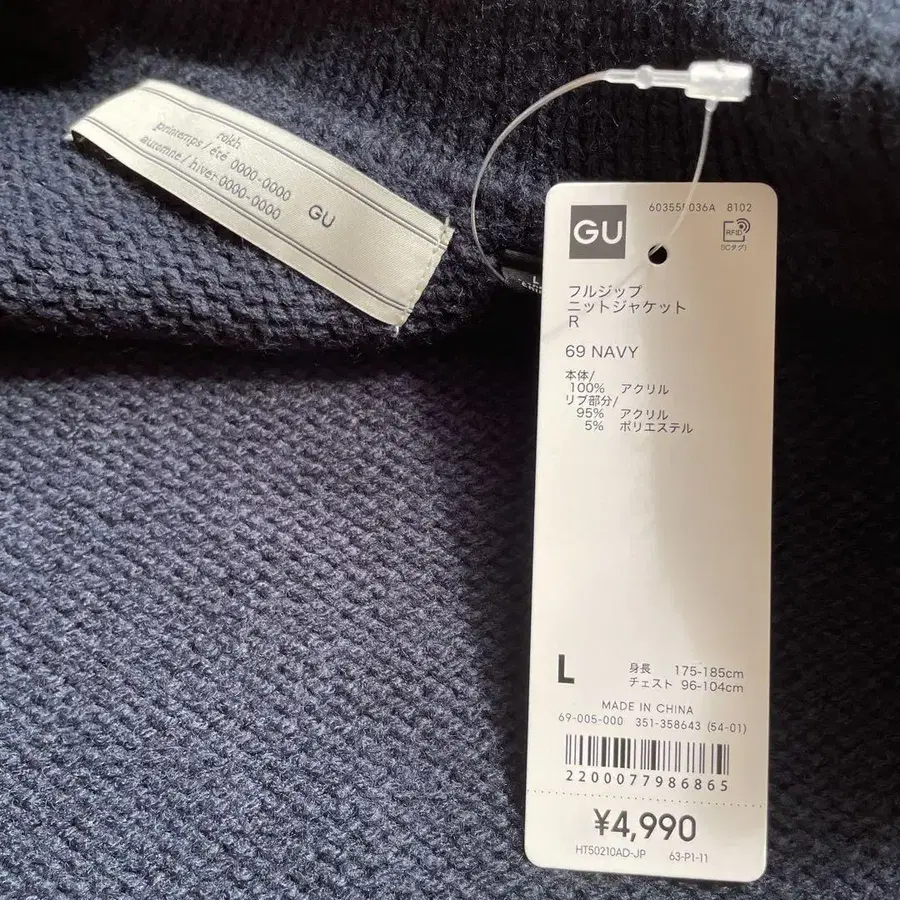 rokh
printemps / été 0000-0000
automne / hiver 0000-0000
GU
GU
8102
RFID
フルジップ
ニットジャケット
R
69 NAVY
本体/
100% アクリル
リブ部分/
95% アクリル
5% ポリエステル
L
身長 175-185cm
チェスト 96-104cm
MADE IN CHINA
69-005-000 351-358643 (54-01)
2200077986865
¥4,990
HT50210AD-JP 63-P1-11